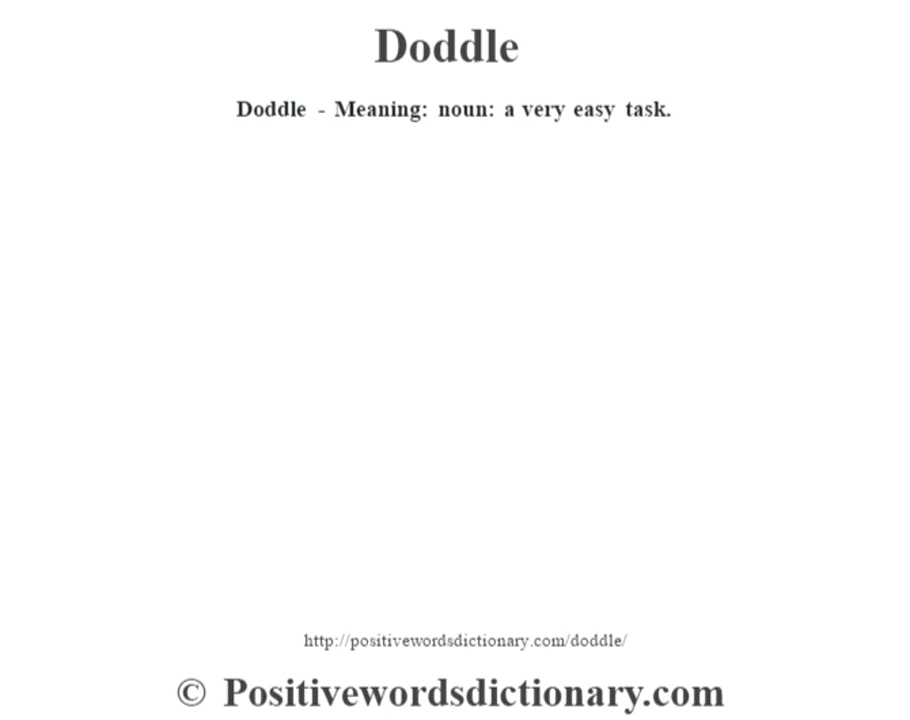 Doddle
Doddle - Meaning: noun: a very easy task.
http://positivewordsdictionary.com/doddle/
© Positivewordsdictionary.com